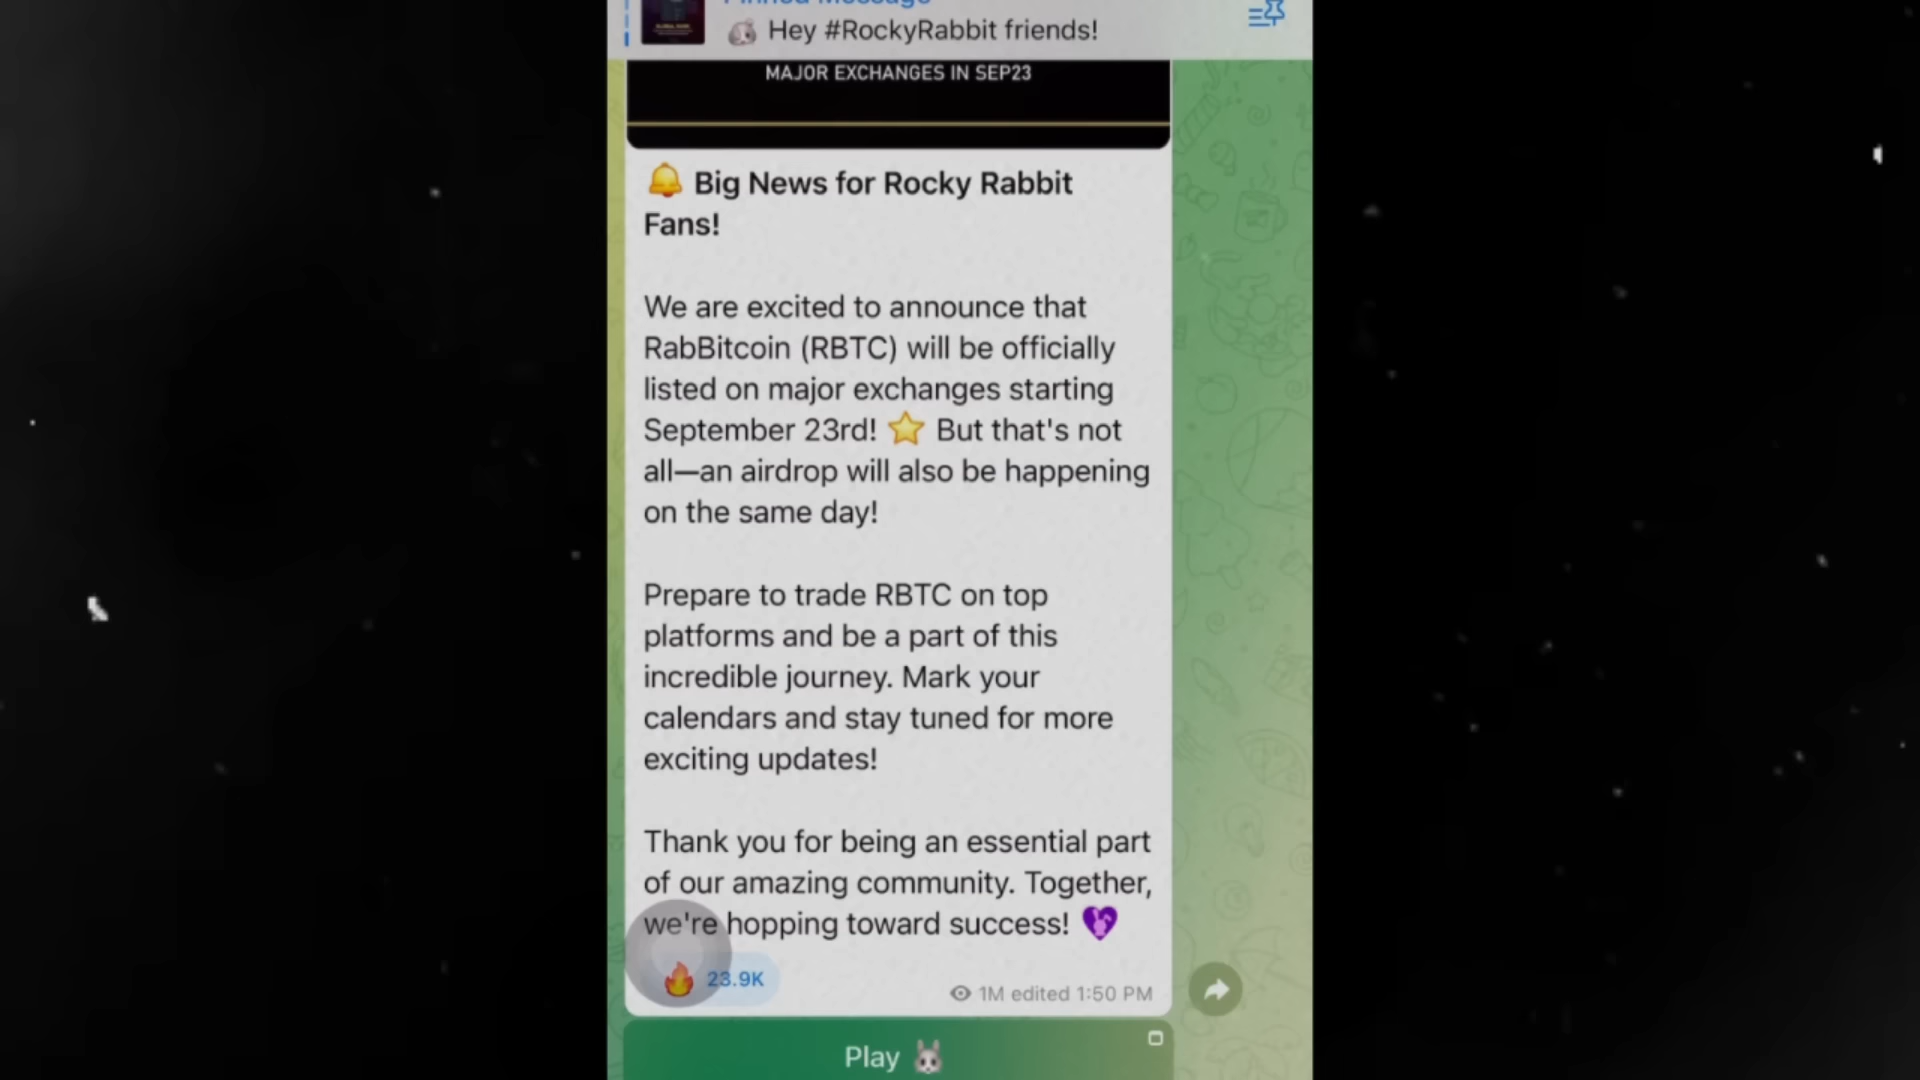 Pinned Message
Hey #RockyRabbit friends!
MAJOR EXCHANGES IN SEP23
Big News for Rocky Rabbit
Fans!
We are excited to announce that
RabBitcoin (RBTC) will be officially
listed on major exchanges starting
September 23rd! ⭐ But that's not
all—an airdrop will also be happening
on the same day!
Prepare to trade RBTC on top
platforms and be a part of this
incredible journey. Mark your
calendars and stay tuned for more
exciting updates!
Thank you for being an essential part
of our amazing community. Together,
we're hopping toward success!
23.9K
1M edited 1:50 PM
Play